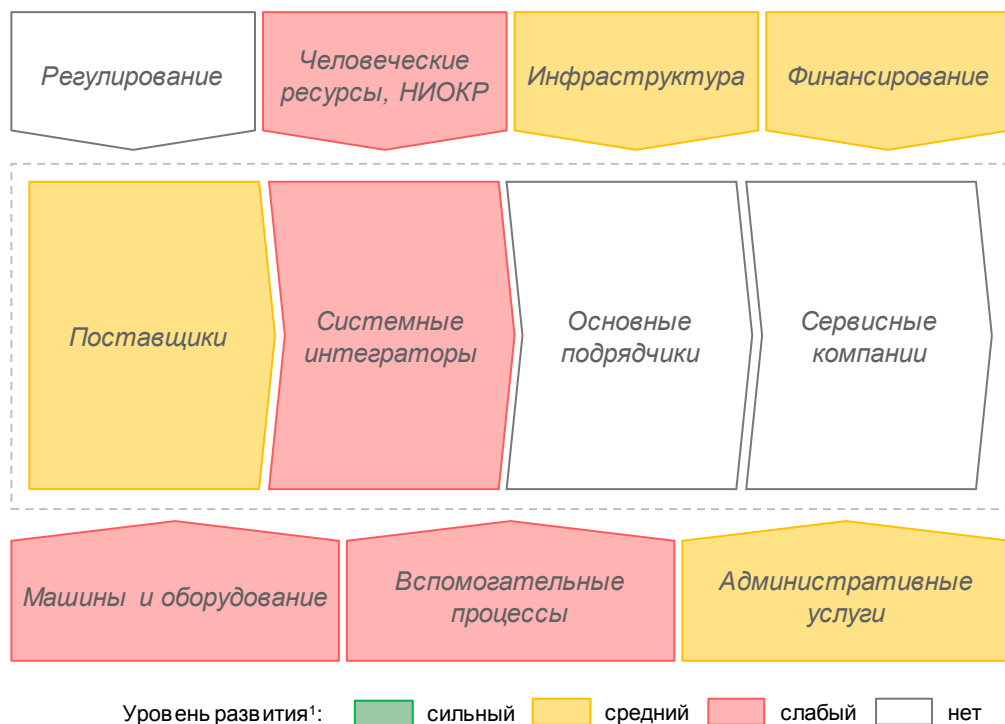 Регулирование
Человеческие
ресурсы, НИОКР
Инфраструктура
Финансирование
Поставщики
Системные
интеграторы
Основные
подрядчики
Сервисные
компании
Машины и оборудование
Вспомогательные
процессы
Административные
услуги
Уровень развития¹: сильный средний слабый нет